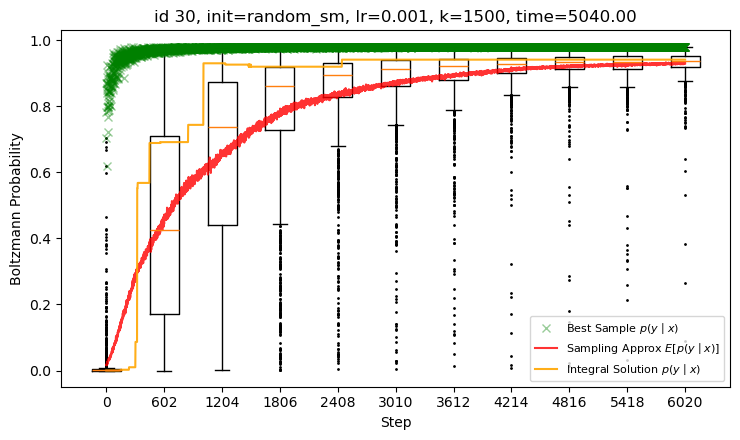 id 30, init=random_sm, lr=0.001, k=1500, time=5040.00
Boltzmann Probability
1.0
0.8
0.6
0.4
0.2
0.0
Best Sample p(y | x)
Sampling Approx E[p(y | x)]
Integral Solution p(y | x)
0 602 1204 1806 2408 3010 3612 4214 4816 5418 6020
Step